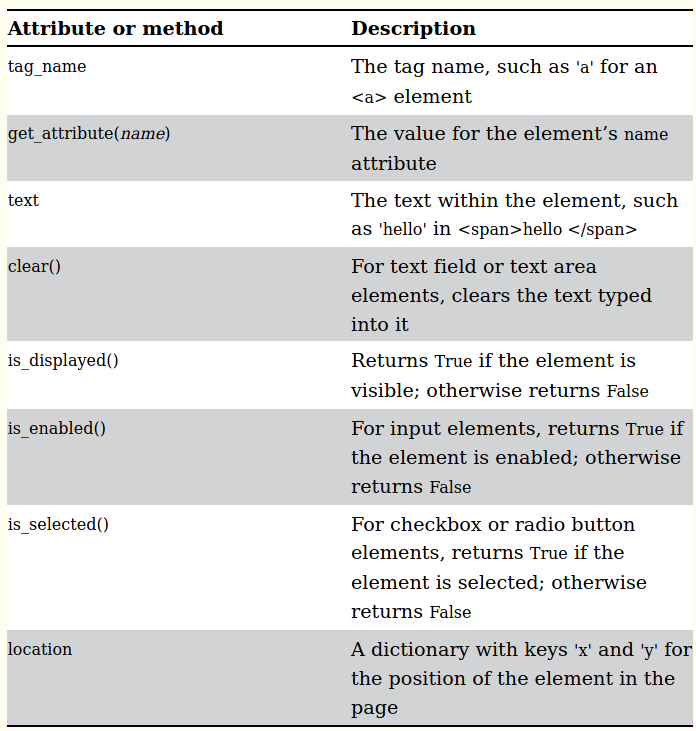 Attribute or method Description
tag_name The tag name, such as 'a' for an
<a> element
get_attribute(name) The value for the element’s name
attribute
text The text within the element, such
as 'hello' in <span>hello </span>
clear() For text field or text area
elements, clears the text typed
into it
is_displayed() Returns True if the element is
visible; otherwise returns False
is_enabled() For input elements, returns True if
the element is enabled; otherwise
returns False
is_selected() For checkbox or radio button
elements, returns True if the
element is selected; otherwise
returns False
location A dictionary with keys 'x' and 'y' for
the position of the element in the
page